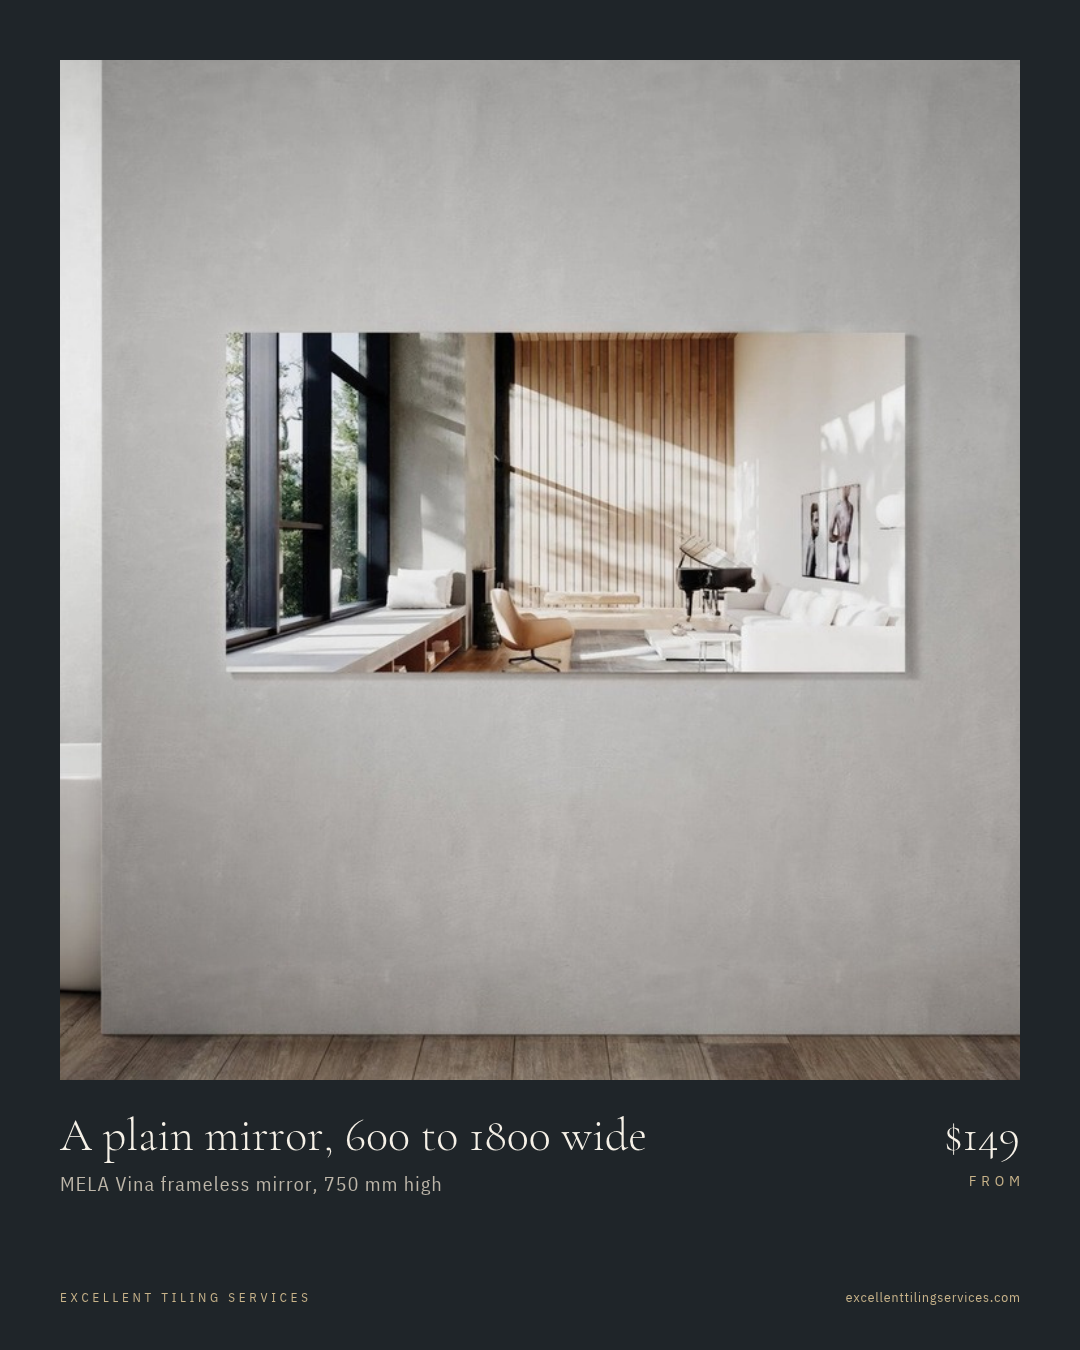 A plain mirror, 600 to 1800 wide
$149
MELA Vina frameless mirror, 750 mm high
FROM
EXCELLENT TILING SERVICES
excellenttilingservices.com